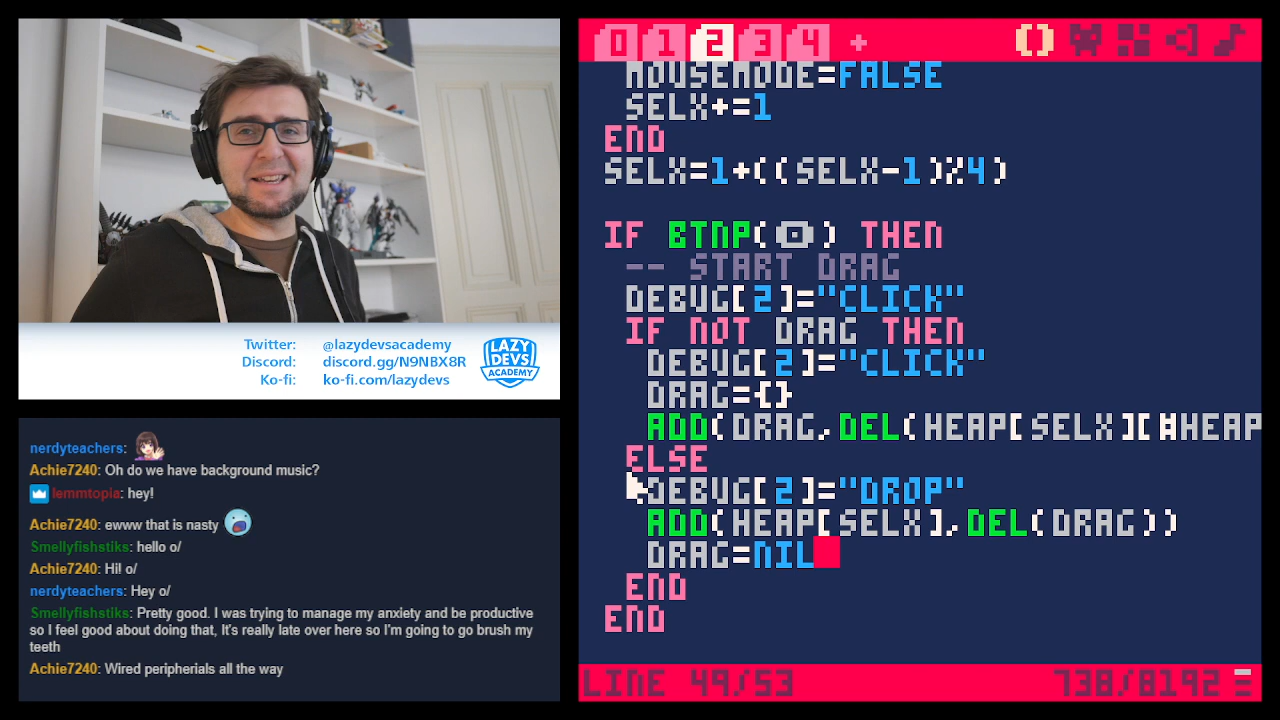 Twitter: @lazydevsacademy
Discord: discord.gg/N9NBX8R
Ko-fi: ko-fi.com/lazydevs
LAZY
DEVS
ACADEMY
nerdyteachers:
Achie7240: Oh do we have background music?
lemmtopia: hey!
Achie7240: ewww that is nasty
Smellyfishstiks: hello o/
Achie7240: Hi! o/
nerdyteachers: Hey o/
Smellyfishstiks: Pretty good. I was trying to manage my anxiety and be productive
so I feel good about doing that, It's really late over here so I'm going to go brush my
teeth
Achie7240: Wired peripherials all the way
0 1 2 3 4 +
MOUSEMODE=FALSE
SELX+=1
END
SELX=1+((SELX-1)%4)
IF BTNP(🅾️) THEN
-- START DRAG
DEBUG[2]="CLICK"
IF NOT DRAG THEN
DEBUG[2]="CLICK"
DRAG={}
ADD(DRAG,DEL(HEAP[SELX][#HEAP
ELSE
DEBUG[2]="DROP"
ADD(HEAP[SELX],DEL(DRAG))
DRAG=NIL
END
END
LINE 49/53
738/8192